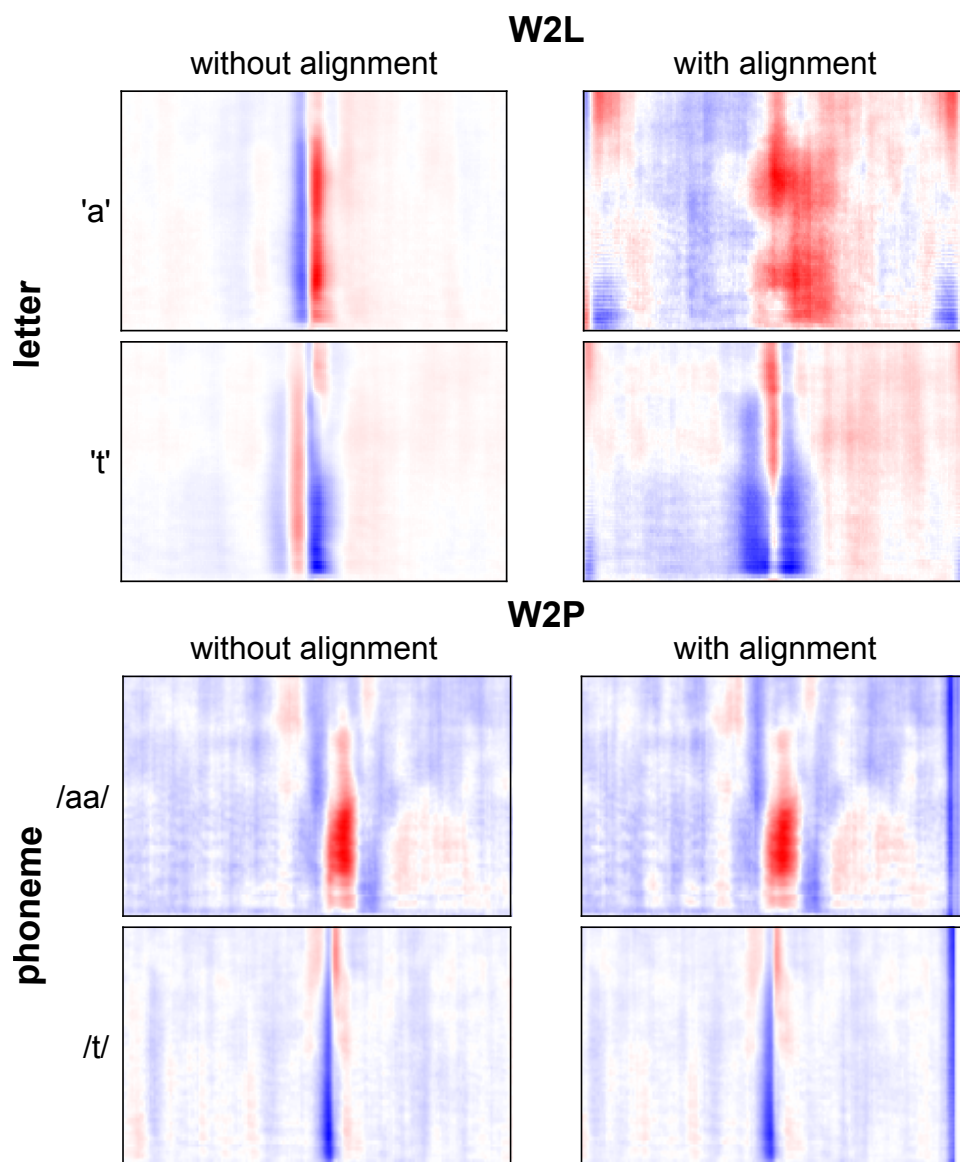 W2L
without alignment with alignment
letter
'a'
't'
W2P
without alignment with alignment
phoneme
/aa/
/t/